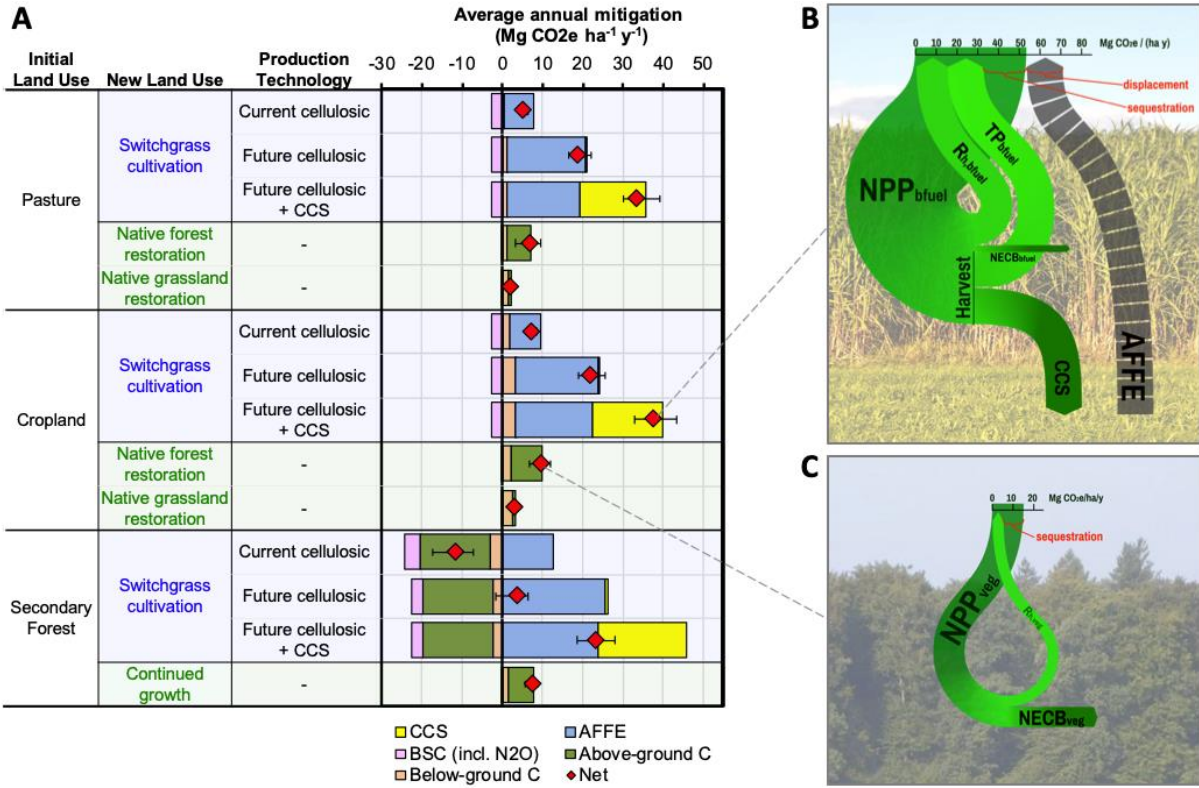 A
Average annual mitigation
(Mg CO2e ha⁻¹ y⁻¹)
Initial
Land Use
New Land Use
Production
Technology
-30 -20 -10 0 10 20 30 40 50
Pasture
Switchgrass
cultivation
Current cellulosic
Future cellulosic
Future cellulosic
+ CCS
Native forest
restoration
-
Native grassland
restoration
-
Cropland
Switchgrass
cultivation
Current cellulosic
Future cellulosic
Future cellulosic
+ CCS
Native forest
restoration
-
Native grassland
restoration
-
Secondary
Forest
Switchgrass
cultivation
Current cellulosic
Future cellulosic
Future cellulosic
+ CCS
Continued
growth
-
CCS
AFFE
BSC (incl. N2O)
Above-ground C
Below-ground C
Net
B
0 10 20 30 40 50 60 70 80
Mg CO₂e / (ha y)
displacement
sequestration
NPPbfuel
Rh,bfuel
TPbfuel
NECBbfuel
Harvest
CCS
AFFE
C
0 10 20
Mg CO₂e/ha/y
sequestration
NPPveg
Rh,veg
NECBveg